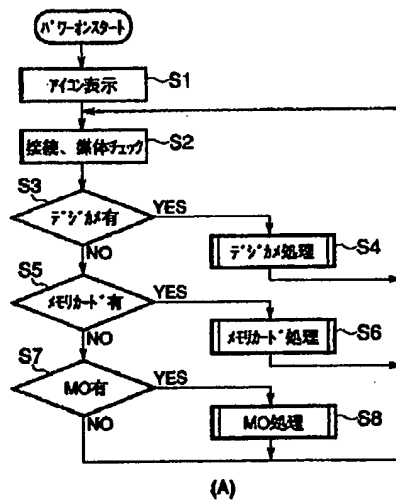 パワーオンスタート
アイコン表示
S1
接続、媒体チェック
S2
S3
デジカメ有
YES
デジカメ処理
S4
NO
S5
メモリカード有
YES
メモリカード処理
S6
NO
S7
MO有
YES
MO処理
S8
NO
(A)